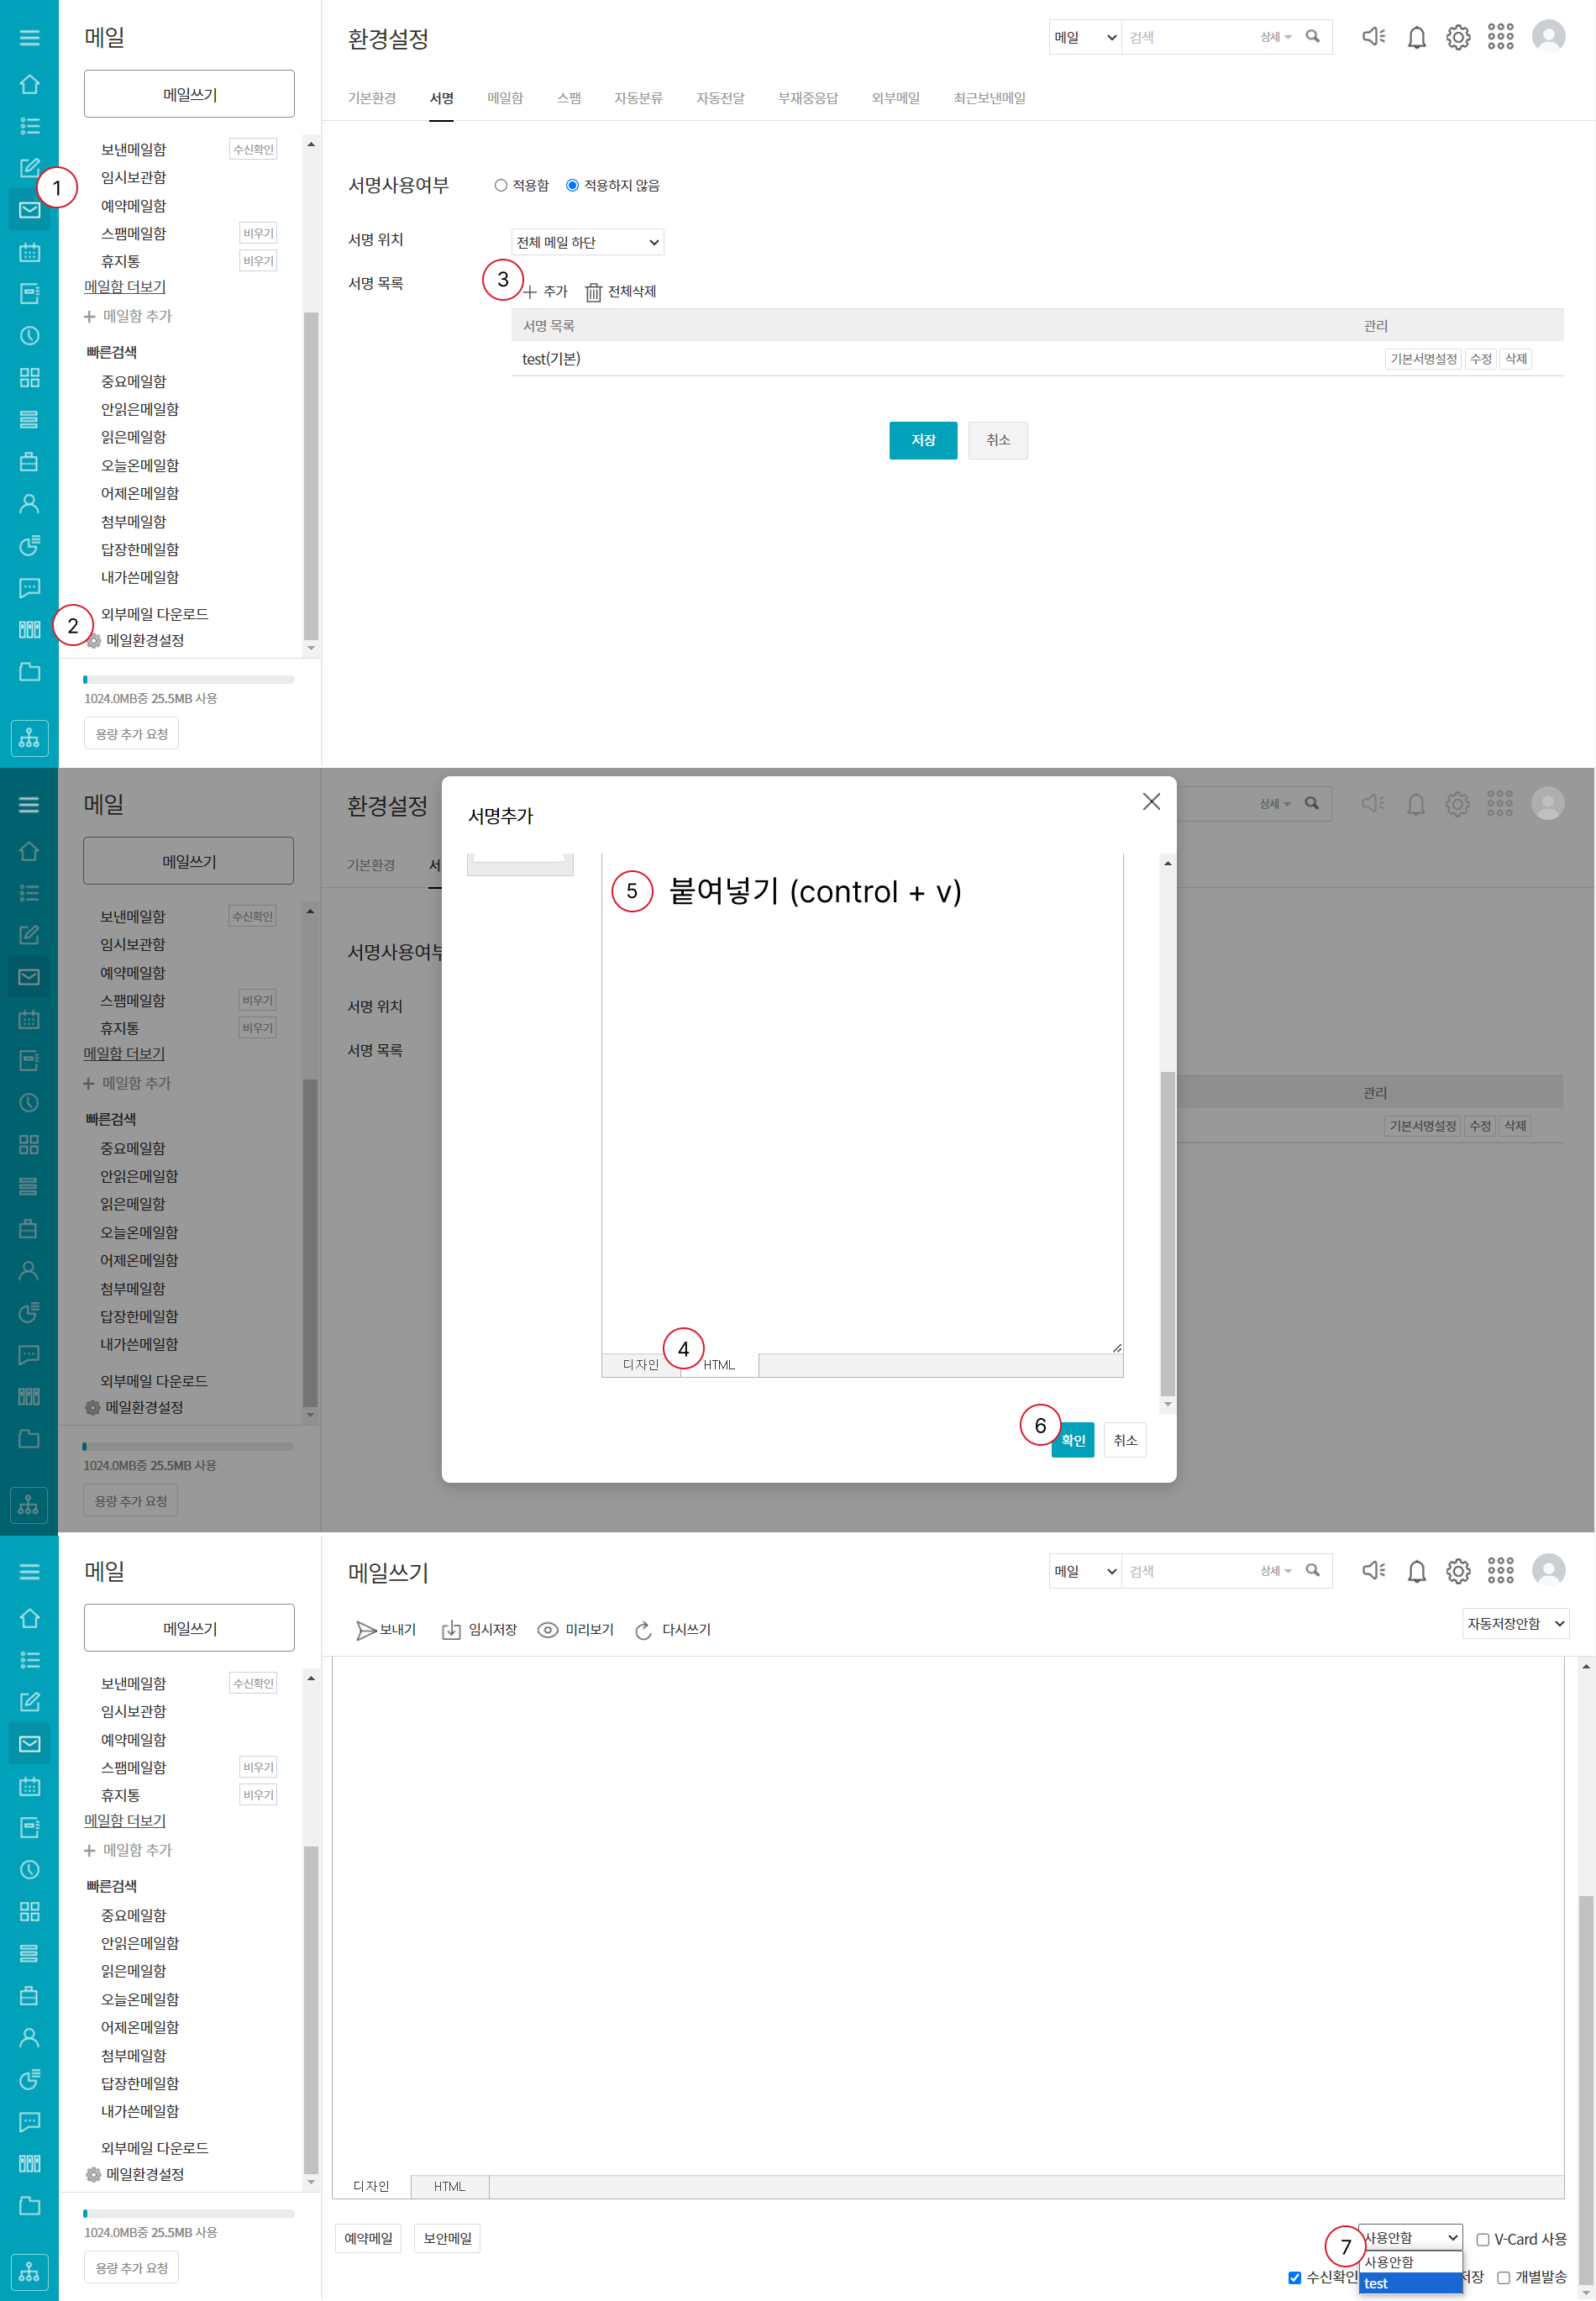 메일
메일쓰기
보낸메일함 수신확인
임시보관함
예약메일함
스팸메일함 비우기
휴지통 비우기
메일함 더보기
+ 메일함 추가
빠른검색
중요메일함
안읽은메일함
읽은메일함
오늘온메일함
어제온메일함
첨부메일함
답장한메일함
내가쓴메일함
외부메일 다운로드
메일환경설정
1024.0MB중 25.5MB 사용
용량 추가 요청
1
2
환경설정
메일 검색 상세
기본환경 서명 메일함 스팸 자동분류 자동전달 부재중응답 외부메일 최근보낸메일
서명사용여부 적용함 적용하지 않음
서명 위치 전체 메일 하단
서명 목록 3 + 추가 전체삭제
서명 목록 관리
test(기본) 기본서명설정 수정 삭제
저장 취소
메일
메일쓰기
보낸메일함 수신확인
임시보관함
예약메일함
스팸메일함 비우기
휴지통 비우기
메일함 더보기
+ 메일함 추가
빠른검색
중요메일함
안읽은메일함
읽은메일함
오늘온메일함
어제온메일함
첨부메일함
답장한메일함
내가쓴메일함
외부메일 다운로드
메일환경설정
1024.0MB중 25.5MB 사용
용량 추가 요청
환경설정
상세
기본환경 서
서명사용여부
서명 위치
서명 목록
관리
기본서명설정 수정 삭제
서명추가
5 붙여넣기 (control + v)
디자인 4 HTML
6 확인 취소
메일
메일쓰기
보낸메일함 수신확인
임시보관함
예약메일함
스팸메일함 비우기
휴지통 비우기
메일함 더보기
+ 메일함 추가
빠른검색
중요메일함
안읽은메일함
읽은메일함
오늘온메일함
어제온메일함
첨부메일함
답장한메일함
내가쓴메일함
외부메일 다운로드
메일환경설정
1024.0MB중 25.5MB 사용
용량 추가 요청
메일쓰기
메일 검색 상세
보내기 임시저장 미리보기 다시쓰기 자동저장안함
디자인 HTML
예약메일 보안메일 7 사용안함 V-Card 사용
사용안함
수신확인 test 저장 개별발송